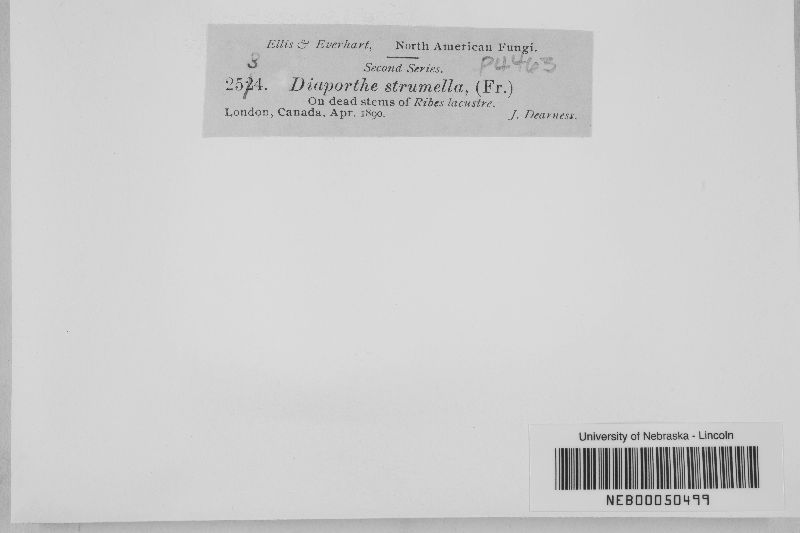 Ellis & Everhart, North American Fungi.
P4463
Second Series.
3
2524. Diaporthe strumella, (Fr.)
On dead stems of Ribes lacustre.
London, Canada, Apr. 1890. J. Dearness.
University of Nebraska - Lincoln
NEB00050499